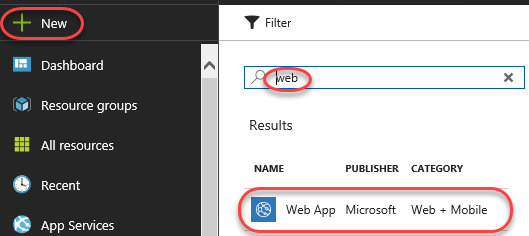 New
Dashboard
Resource groups
All resources
Recent
App Services
Filter
web
Results
NAME PUBLISHER CATEGORY
Web App Microsoft Web + Mobile